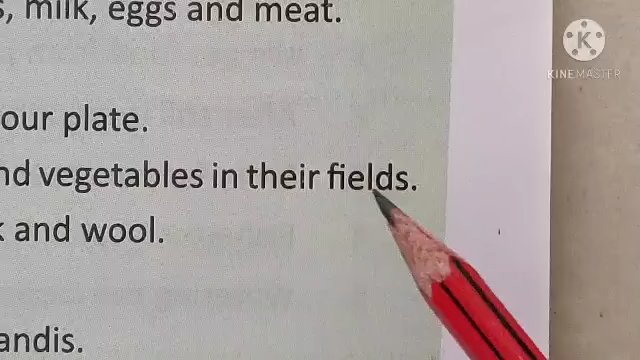 , milk, eggs and meat.
K
KINEMASTER
our plate.
nd vegetables in their fields.
and wool.
andis.